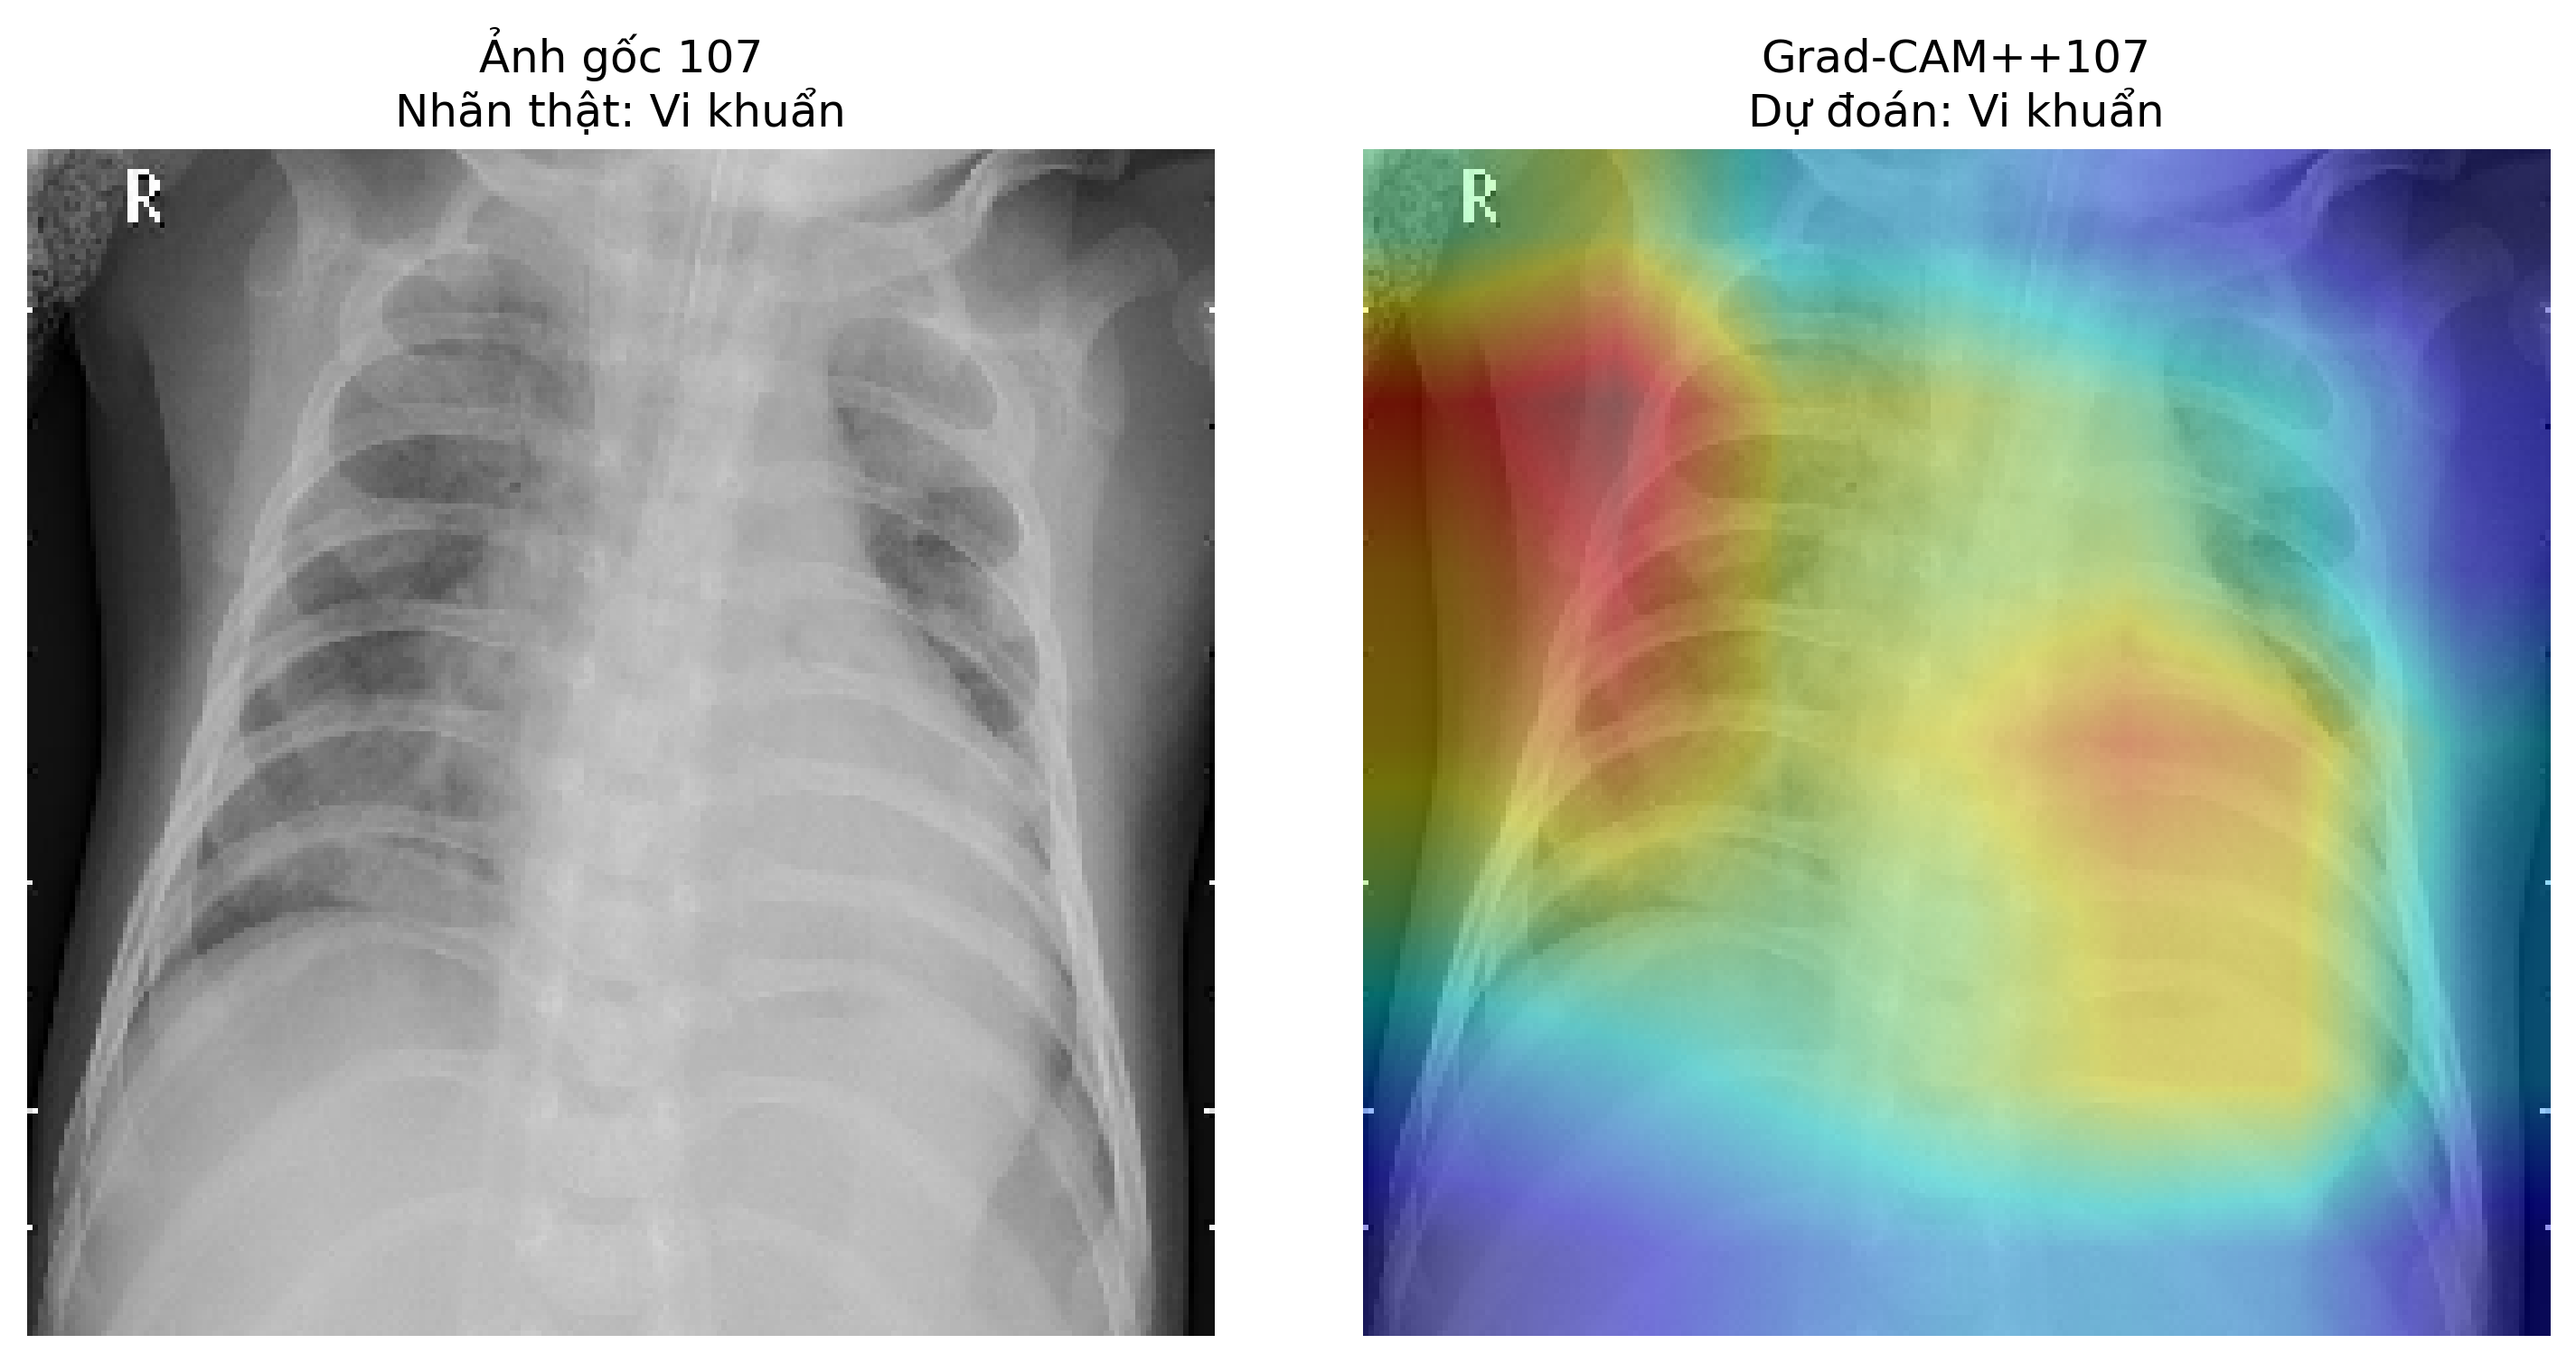 Ảnh gốc 107
Nhãn thật: Vi khuẩn
R
Grad-CAM++107
Dự đoán: Vi khuẩn
R